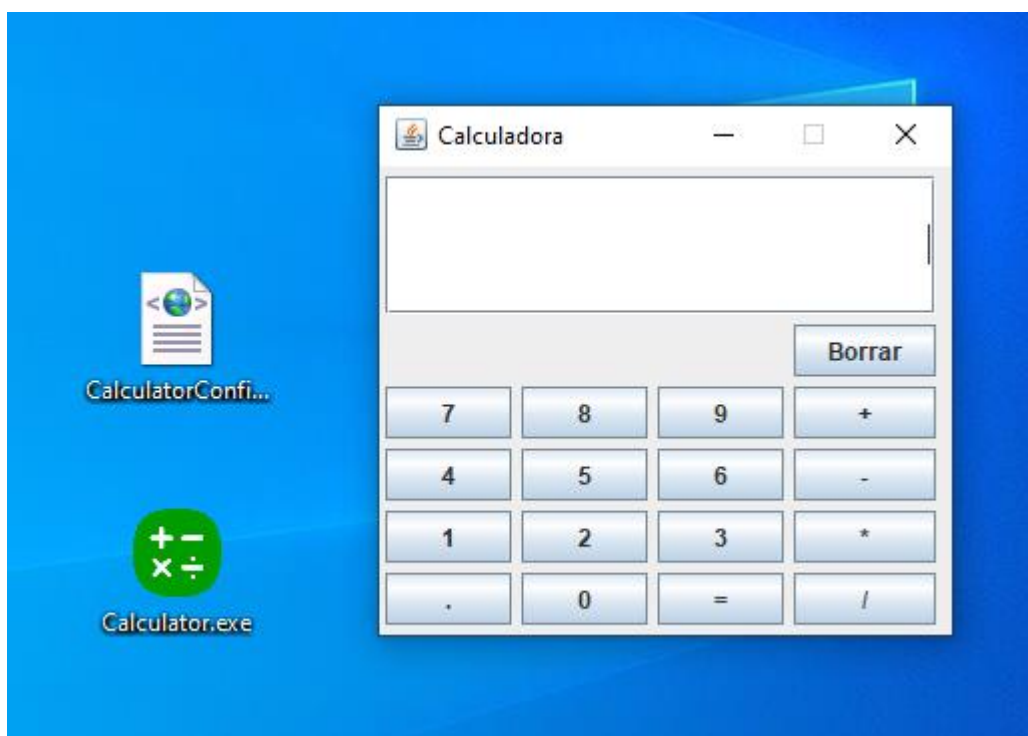 Calculadora
Borrar
CalculatorConfi...
7 8 9 +
4 5 6 -
1 2 3 *
. 0 = /
Calculator.exe